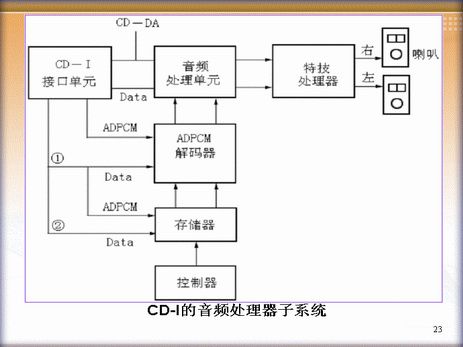 CD-DA
CD-I
接口单元
音频
处理单元
特技
处理器
右
左
喇叭
Data
ADPCM
ADPCM
解码器
①
Data
ADPCM
存储器
②
Data
控制器
CD-I的音频处理器子系统
23